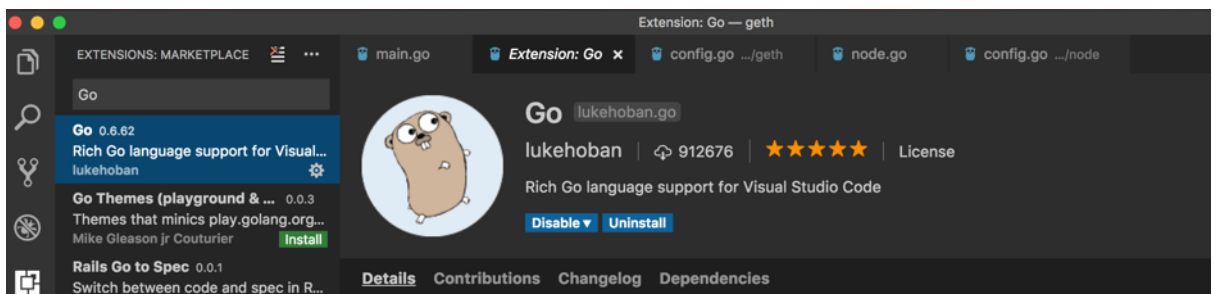 Extension: Go — geth
EXTENSIONS: MARKETPLACE
main.go
Extension: Go
config.go .../geth
node.go
config.go .../node
Go
Go 0.6.62
Rich Go language support for Visual...
lukehoban
Go Themes (playground & ... 0.0.3
Themes that minics play.golang.org...
Mike Gleason jr Couturier Install
Rails Go to Spec 0.0.1
Switch between code and spec in R...
Go lukehoban.go
lukehoban | 912676 | ★★★★★ | License
Rich Go language support for Visual Studio Code
Disable▼ Uninstall
Details Contributions Changelog Dependencies